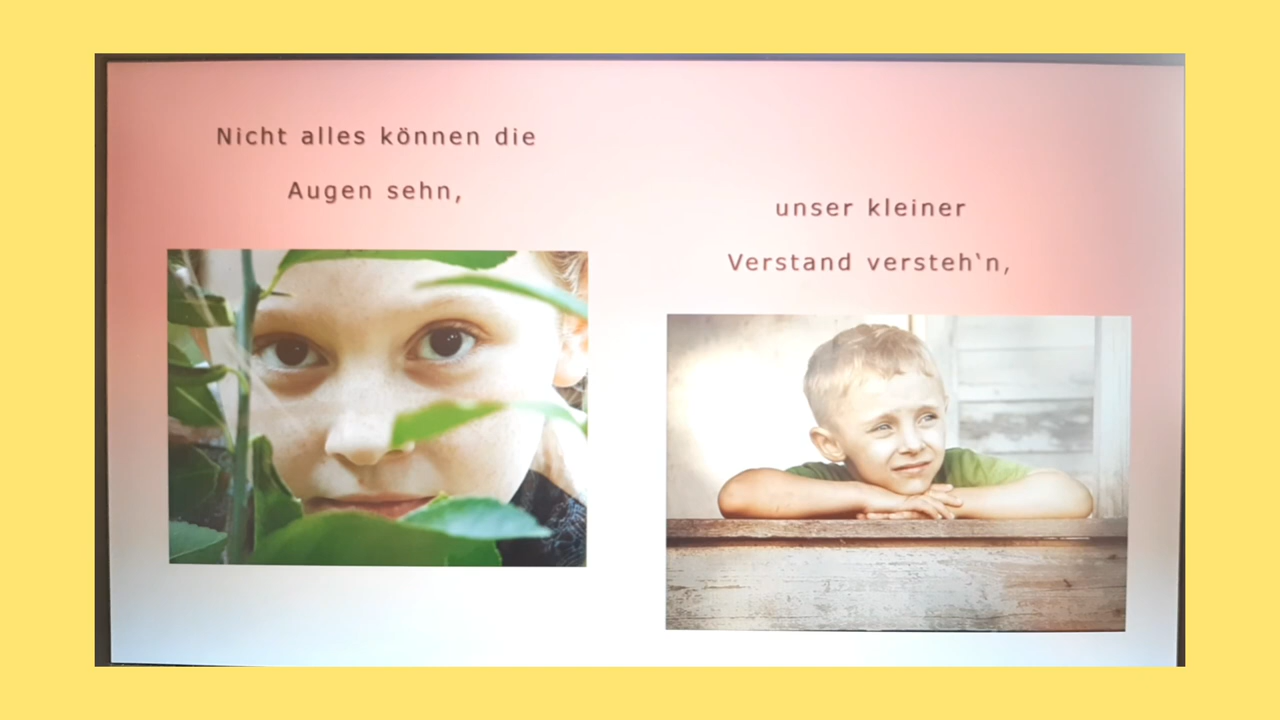 Nicht alles können die
Augen sehn,
unser kleiner
Verstand versteh'n,